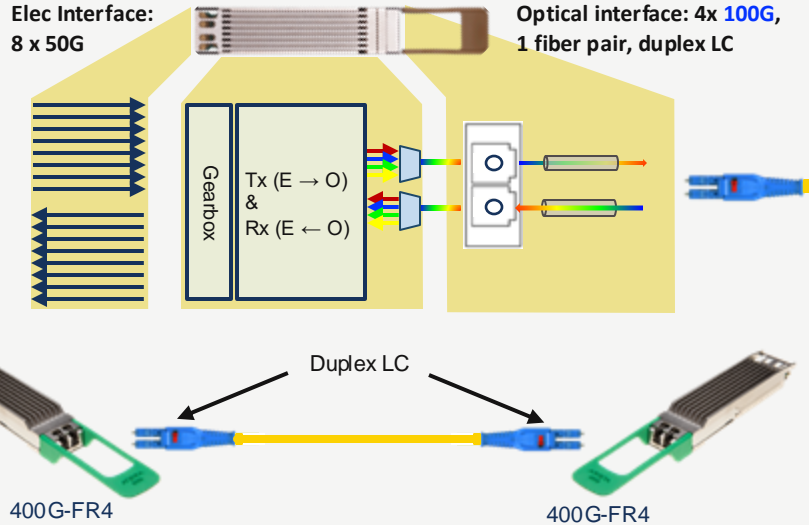 Elec Interface:
8 x 50G
Optical interface: 4x 100G,
1 fiber pair, duplex LC
Gearbox
Tx (E → O)
&
Rx (E ← O)
Duplex LC
400G-FR4
400G-FR4